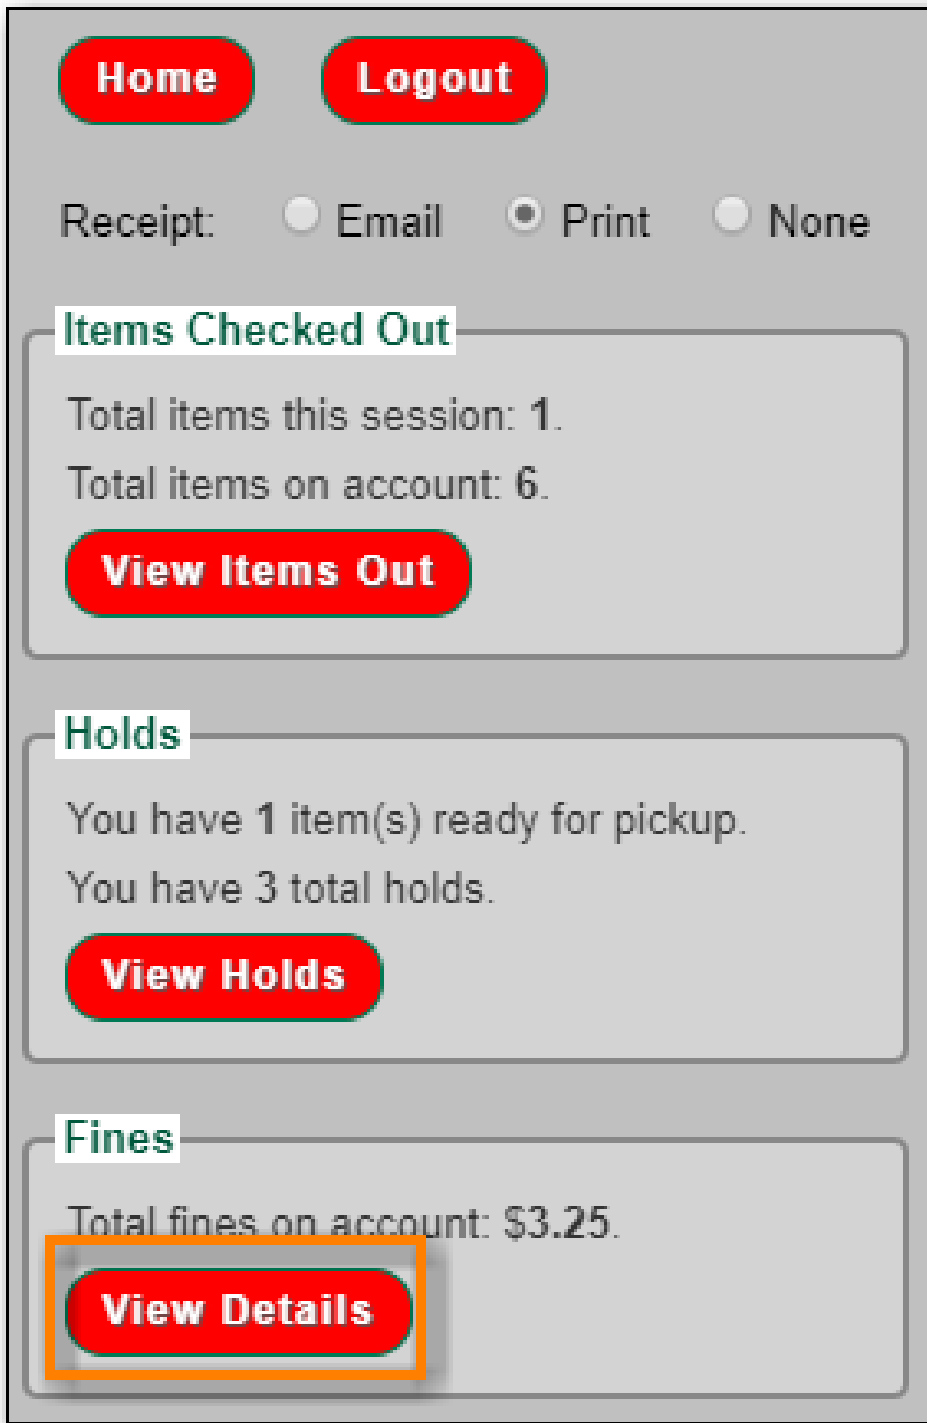 Home Logout
Receipt: Email Print None
Items Checked Out
Total items this session: 1.
Total items on account: 6.
View Items Out
Holds
You have 1 item(s) ready for pickup.
You have 3 total holds.
View Holds
Fines
Total fines on account: $3.25.
View Details